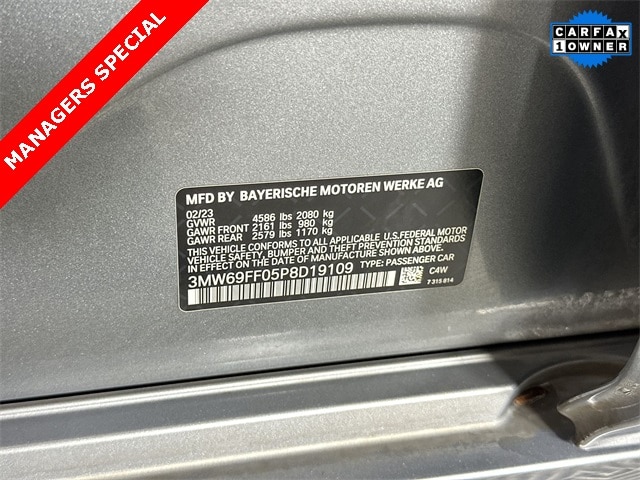 MANAGERS SPECIAL
CARFAX
1 OWNER
MFD BY BAYERISCHE MOTOREN WERKE AG
02/23
GVWR 4586 lbs 2080 kg
GAWR FRONT 2161 lbs 980 kg
GAWR REAR 2579 lbs 1170 kg
THIS VEHICLE CONFORMS TO ALL APPLICABLE U.S.FEDERAL MOTOR
VEHICLE SAFETY, BUMPER AND THEFT PREVENTION STANDARDS
IN EFFECT ON THE DATE OF MANUFACTURE SHOWN ABOVE.
3MW69FF05P8D19109 TYPE: PASSENGER CAR
C4W
7 315 814